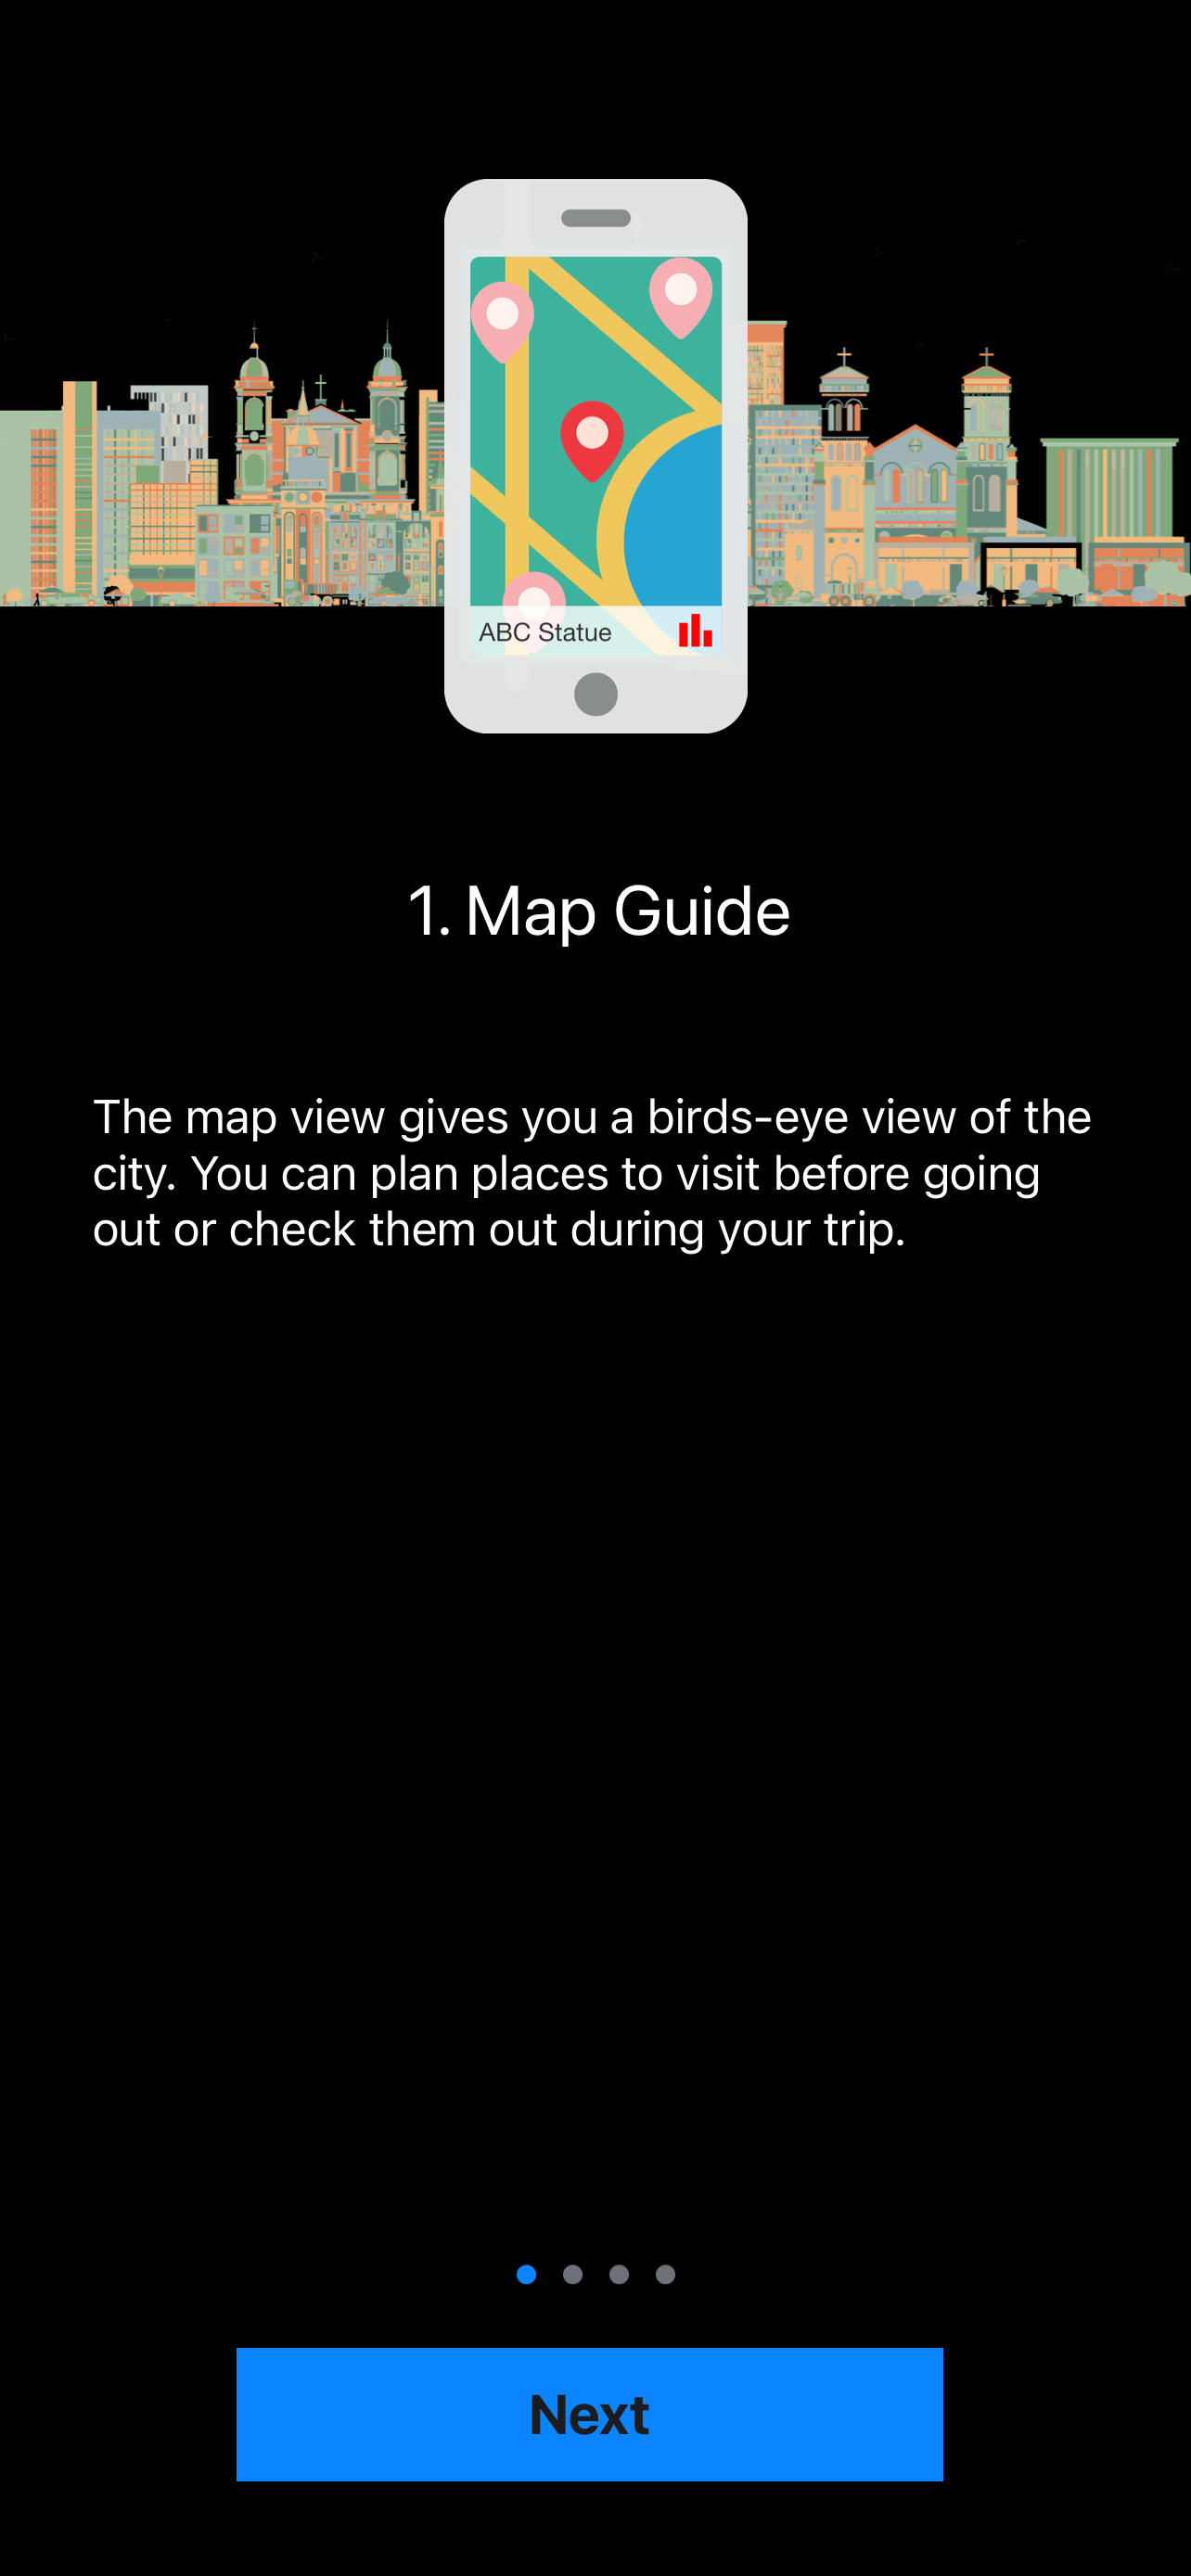 ABC Statue
1. Map Guide
The map view gives you a birds-eye view of the
city. You can plan places to visit before going
out or check them out during your trip.
Next